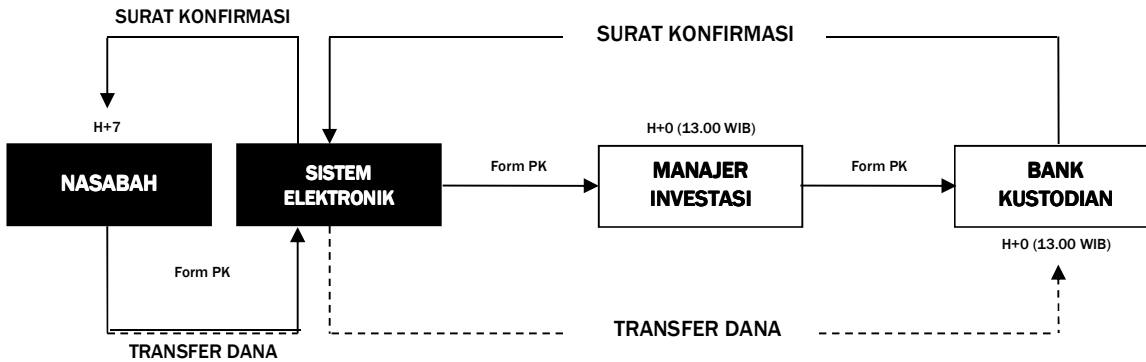 SURAT KONFIRMASI
SURAT KONFIRMASI
H+7
H+0 (13.00 WIB)
NASABAH
SISTEM
ELEKTRONIK
Form PK
MANAJER
INVESTASI
Form PK
BANK
KUSTODIAN
H+0 (13.00 WIB)
Form PK
TRANSFER DANA
TRANSFER DANA